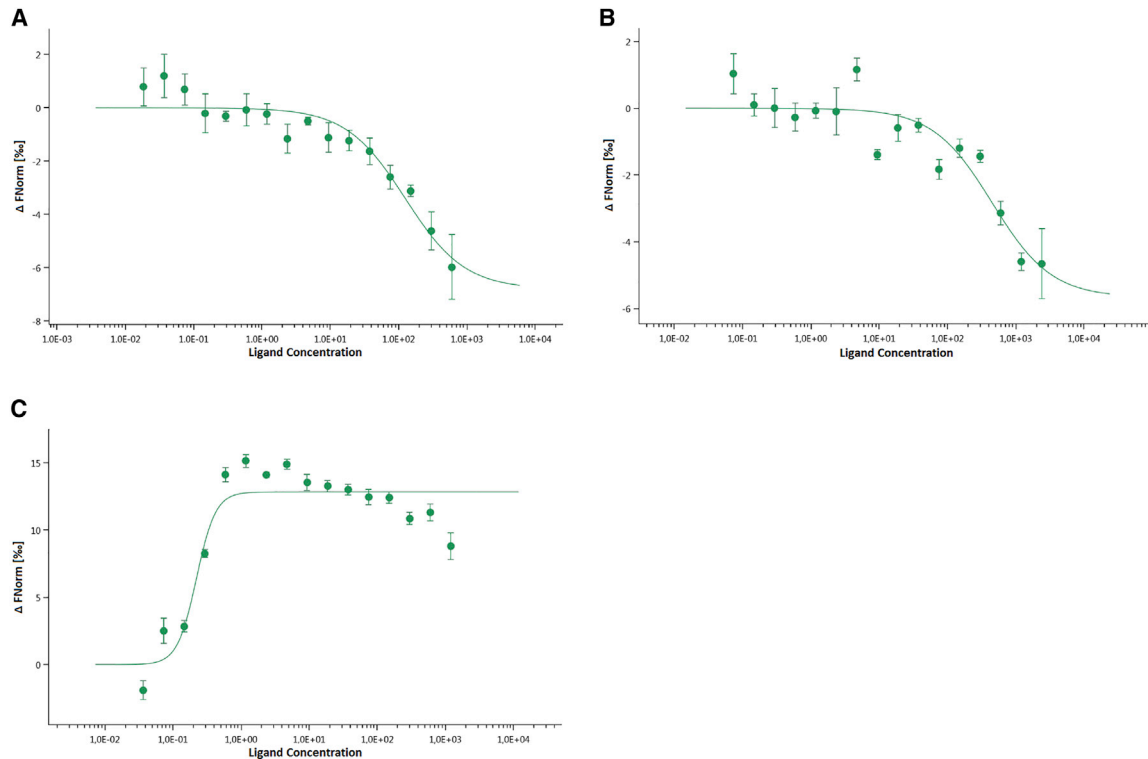 A
Δ FNorm [‰]
2
0
-2
-4
-6
-8
1.0E-03 1.0E-02 1.0E-01 1.0E+00 1.0E+01 1.0E+02 1.0E+03 1.0E+04
Ligand Concentration
B
Δ FNorm [‰]
2
0
-2
-4
-6
1,0E-02 1,0E-01 1,0E+00 1,0E+01 1,0E+02 1,0E+03 1,0E+04
Ligand Concentration
C
Δ FNorm [‰]
15
10
5
0
1,0E-02 1,0E-01 1,0E+00 1,0E+01 1,0E+02 1,0E+03 1,0E+04
Ligand Concentration